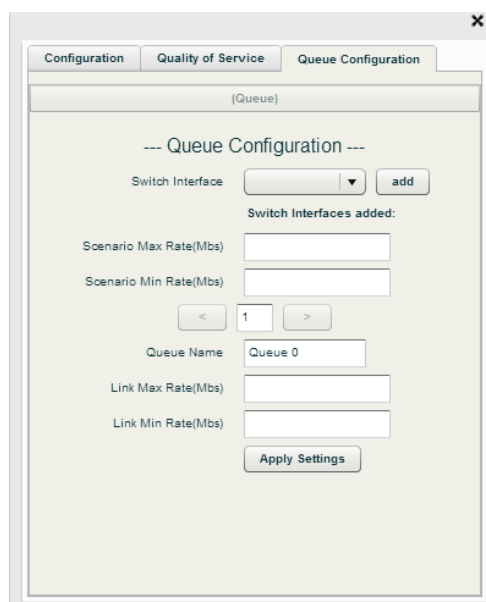 Configuration Quality of Service Queue Configuration
(Queue)
--- Queue Configuration ---
Switch Interface add
Switch Interfaces added:
Scenario Max Rate(Mbs)
Scenario Min Rate(Mbs)
< 1 >
Queue Name Queue 0
Link Max Rate(Mbs)
Link Min Rate(Mbs)
Apply Settings